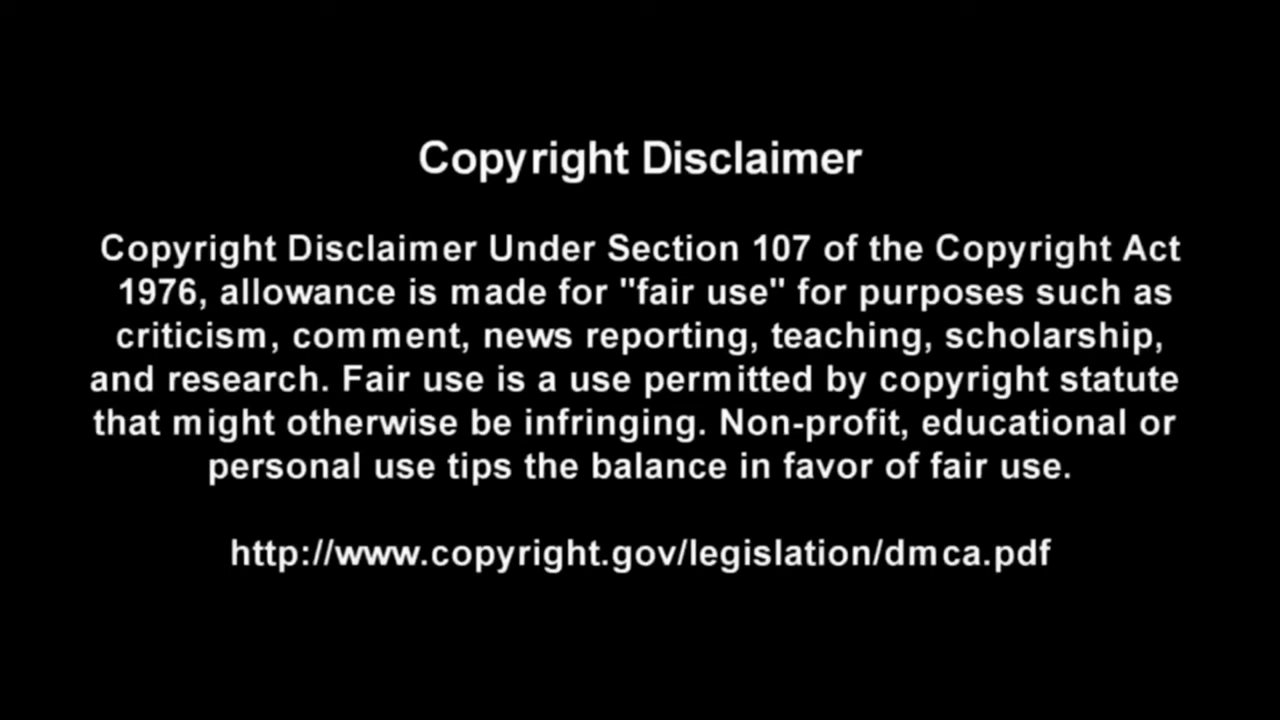 Copyright Disclaimer
Copyright Disclaimer Under Section 107 of the Copyright Act
1976, allowance is made for "fair use" for purposes such as
criticism, comment, news reporting, teaching, scholarship,
and research. Fair use is a use permitted by copyright statute
that might otherwise be infringing. Non-profit, educational or
personal use tips the balance in favor of fair use.
http://www.copyright.gov/legislation/dmca.pdf